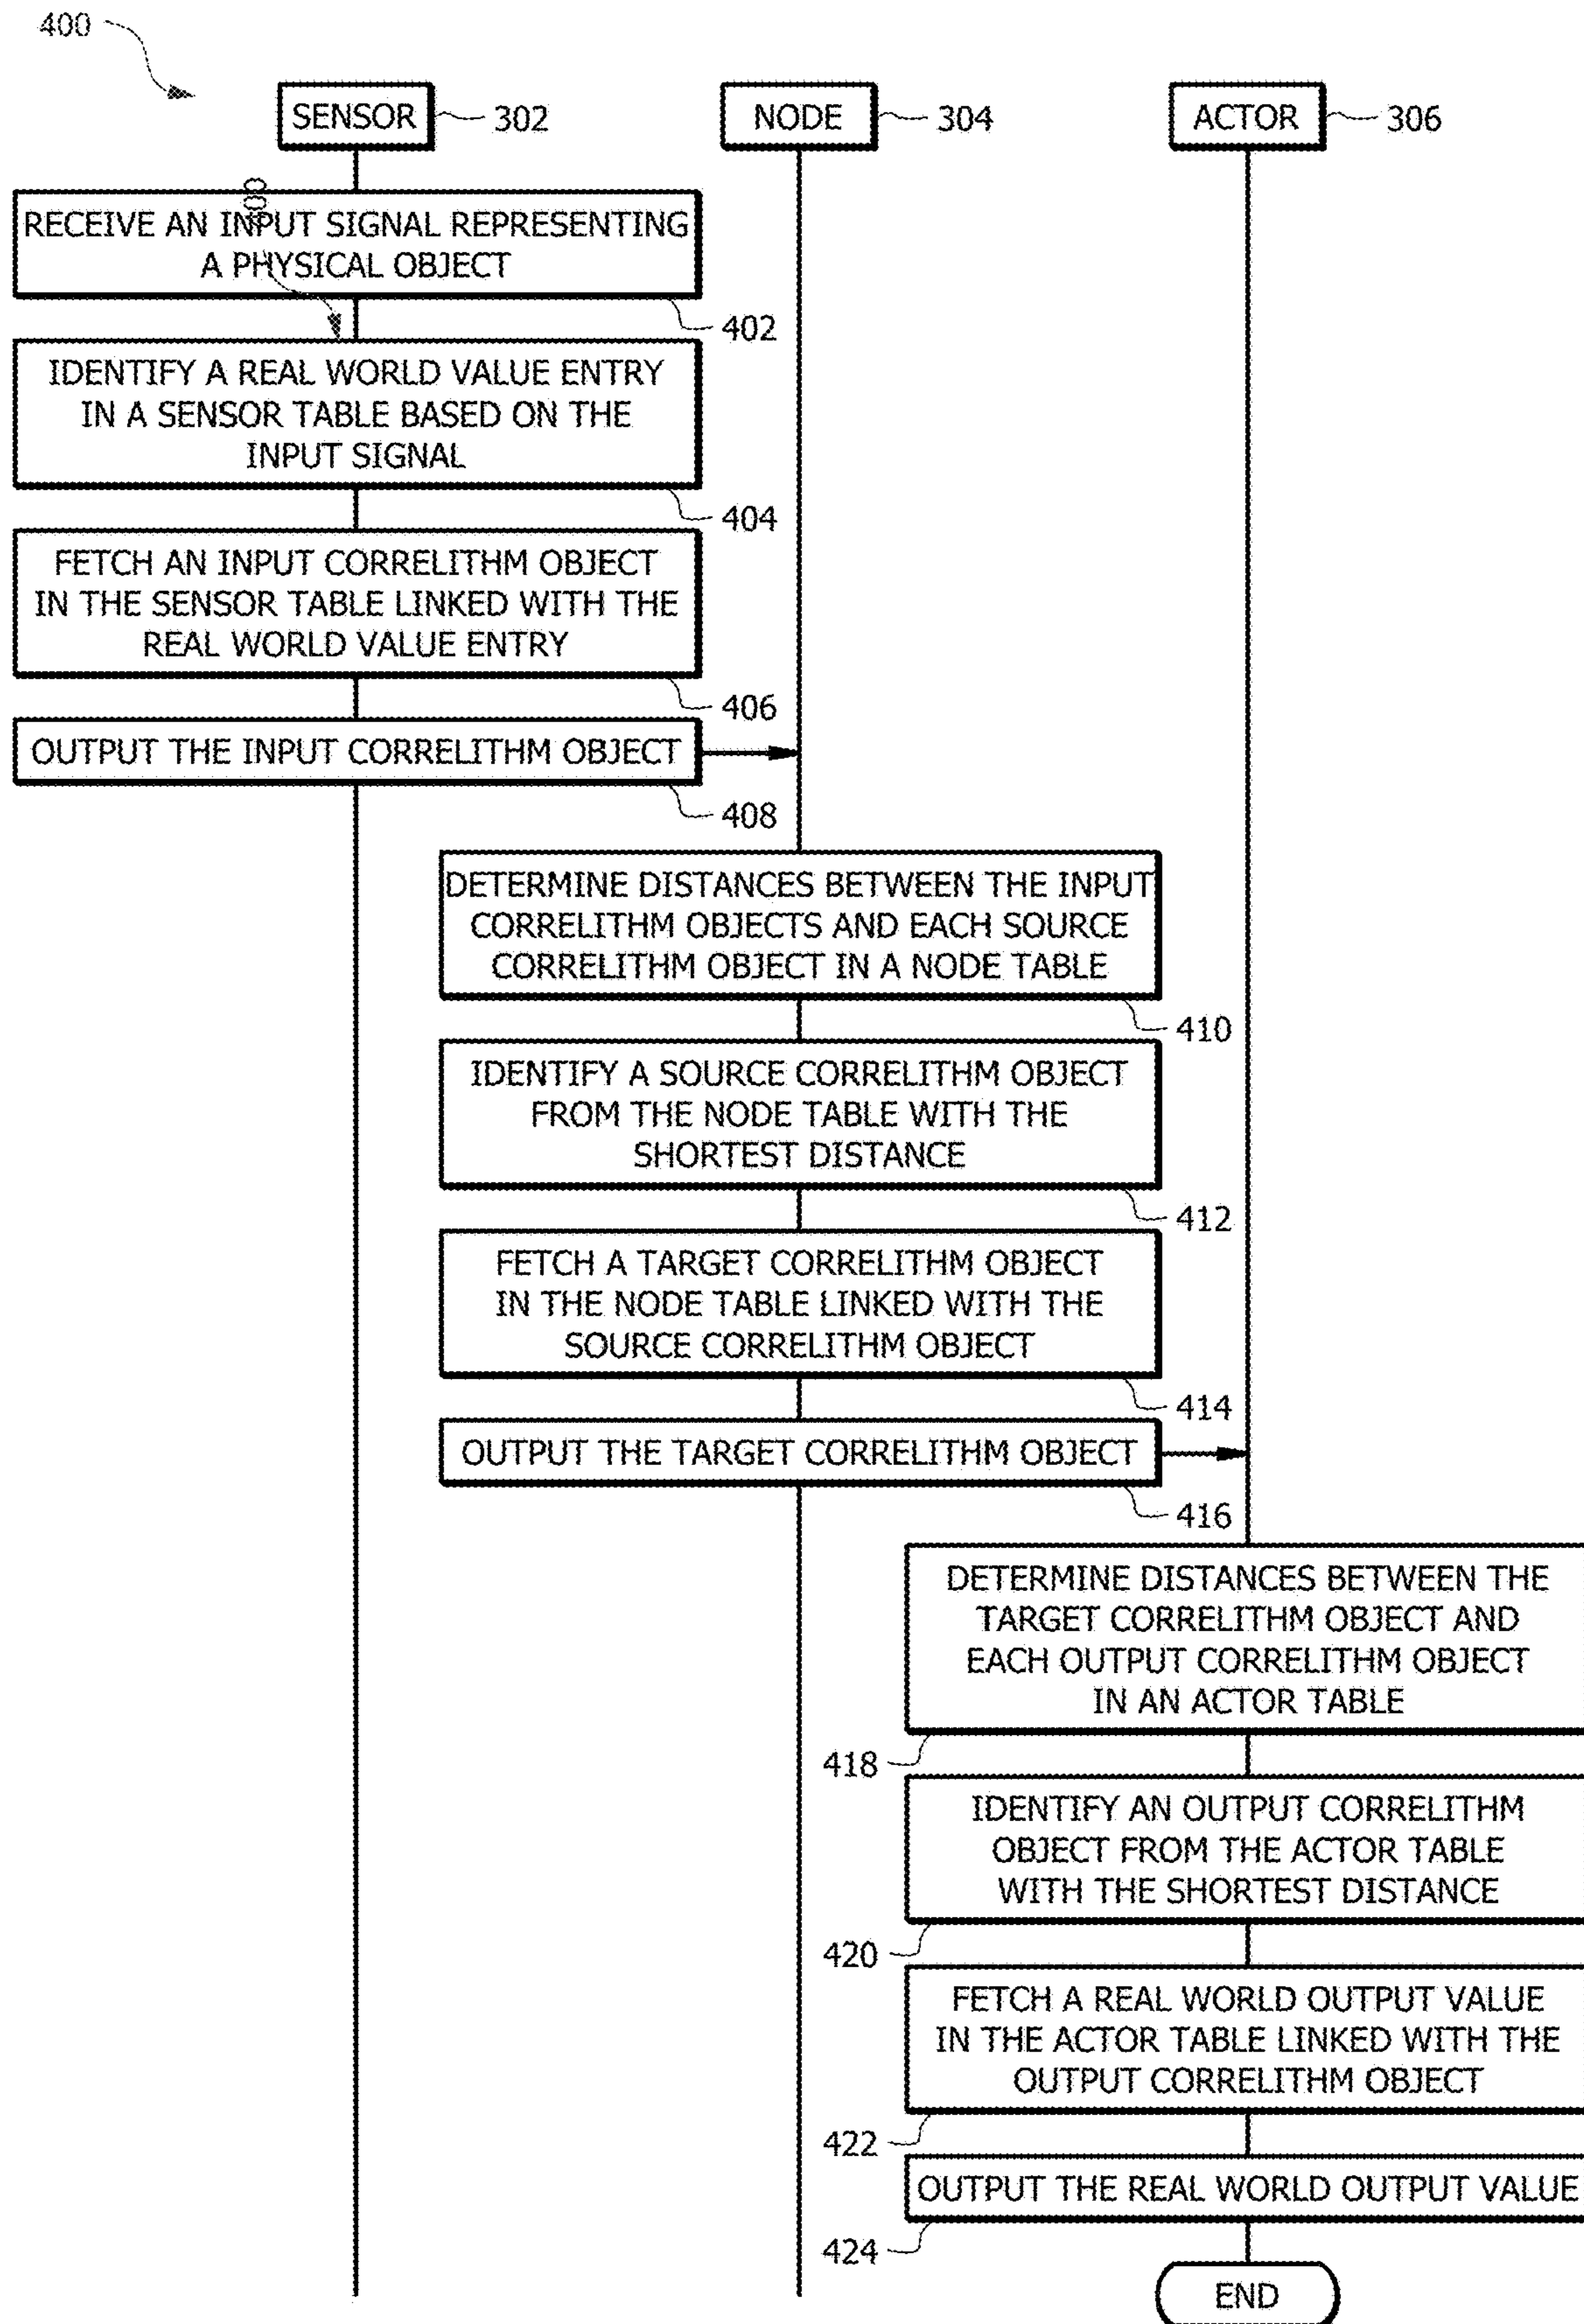 400
SENSOR
302
NODE
304
ACTOR
306
RECEIVE AN INPUT SIGNAL REPRESENTING
A PHYSICAL OBJECT
402
IDENTIFY A REAL WORLD VALUE ENTRY
IN A SENSOR TABLE BASED ON THE
INPUT SIGNAL
404
FETCH AN INPUT CORRELITHM OBJECT
IN THE SENSOR TABLE LINKED WITH THE
REAL WORLD VALUE ENTRY
406
OUTPUT THE INPUT CORRELITHM OBJECT
408
DETERMINE DISTANCES BETWEEN THE INPUT
CORRELITHM OBJECTS AND EACH SOURCE
CORRELITHM OBJECT IN A NODE TABLE
410
IDENTIFY A SOURCE CORRELITHM OBJECT
FROM THE NODE TABLE WITH THE
SHORTEST DISTANCE
412
FETCH A TARGET CORRELITHM OBJECT
IN THE NODE TABLE LINKED WITH THE
SOURCE CORRELITHM OBJECT
414
OUTPUT THE TARGET CORRELITHM OBJECT
416
DETERMINE DISTANCES BETWEEN THE
TARGET CORRELITHM OBJECT AND
EACH OUTPUT CORRELITHM OBJECT
IN AN ACTOR TABLE
418
IDENTIFY AN OUTPUT CORRELITHM
OBJECT FROM THE ACTOR TABLE
WITH THE SHORTEST DISTANCE
420
FETCH A REAL WORLD OUTPUT VALUE
IN THE ACTOR TABLE LINKED WITH THE
OUTPUT CORRELITHM OBJECT
422
OUTPUT THE REAL WORLD OUTPUT VALUE
424
END